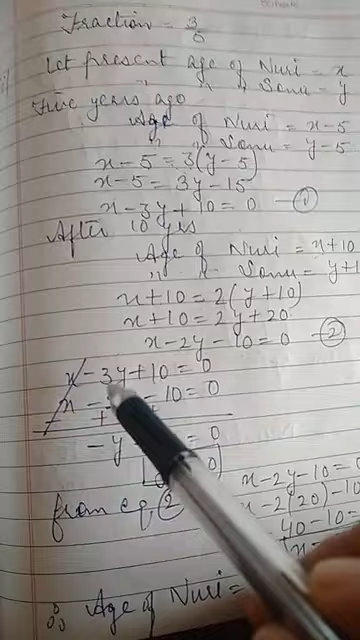 Fraction = 3/5
Let present age of Nuri = x
" " " Sonu = y
Five years ago
Age of Nuri = x-5
" " Sonu = y-5
x-5 = 3(y-5)
x-5 = 3y-15
x-3y+10=0 ①
After 10 yrs
Age of Nuri = x+10
" " Sonu = y+1
x+10 = 2(y+10)
x+10 = 2y+20
x-2y-10=0 ②
x-3y+10=0
x - -10=0
- + +
-y =0
from eq ②
x-2y-10=0
x-2(20)-10
40-10=
∴ Age of Nuri =